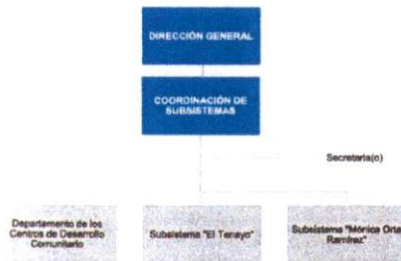 DIRECCIÓN GENERAL
COORDINACIÓN DE
SUBSISTEMAS
Secretaria(o)
Departamento de los
Centros de Desarrollo
Comunitario
Subsistema "El Tenayo"
Subsistema "Mónica Orta
Ramírez"